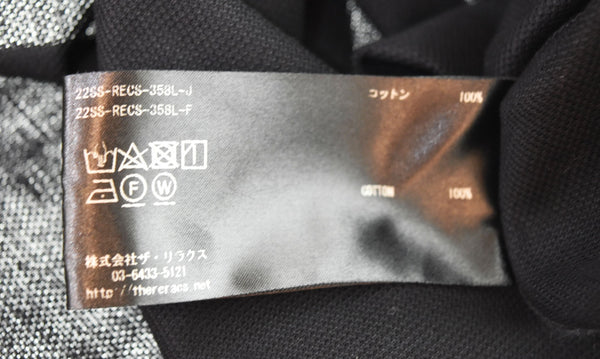 22SS-RECS-358L-J
22SS-RECS-358L-F
コットン 100%
F W
COTTON 100%
株式会社ザ・リラクス
03-6433-5121
http://thereracs.net